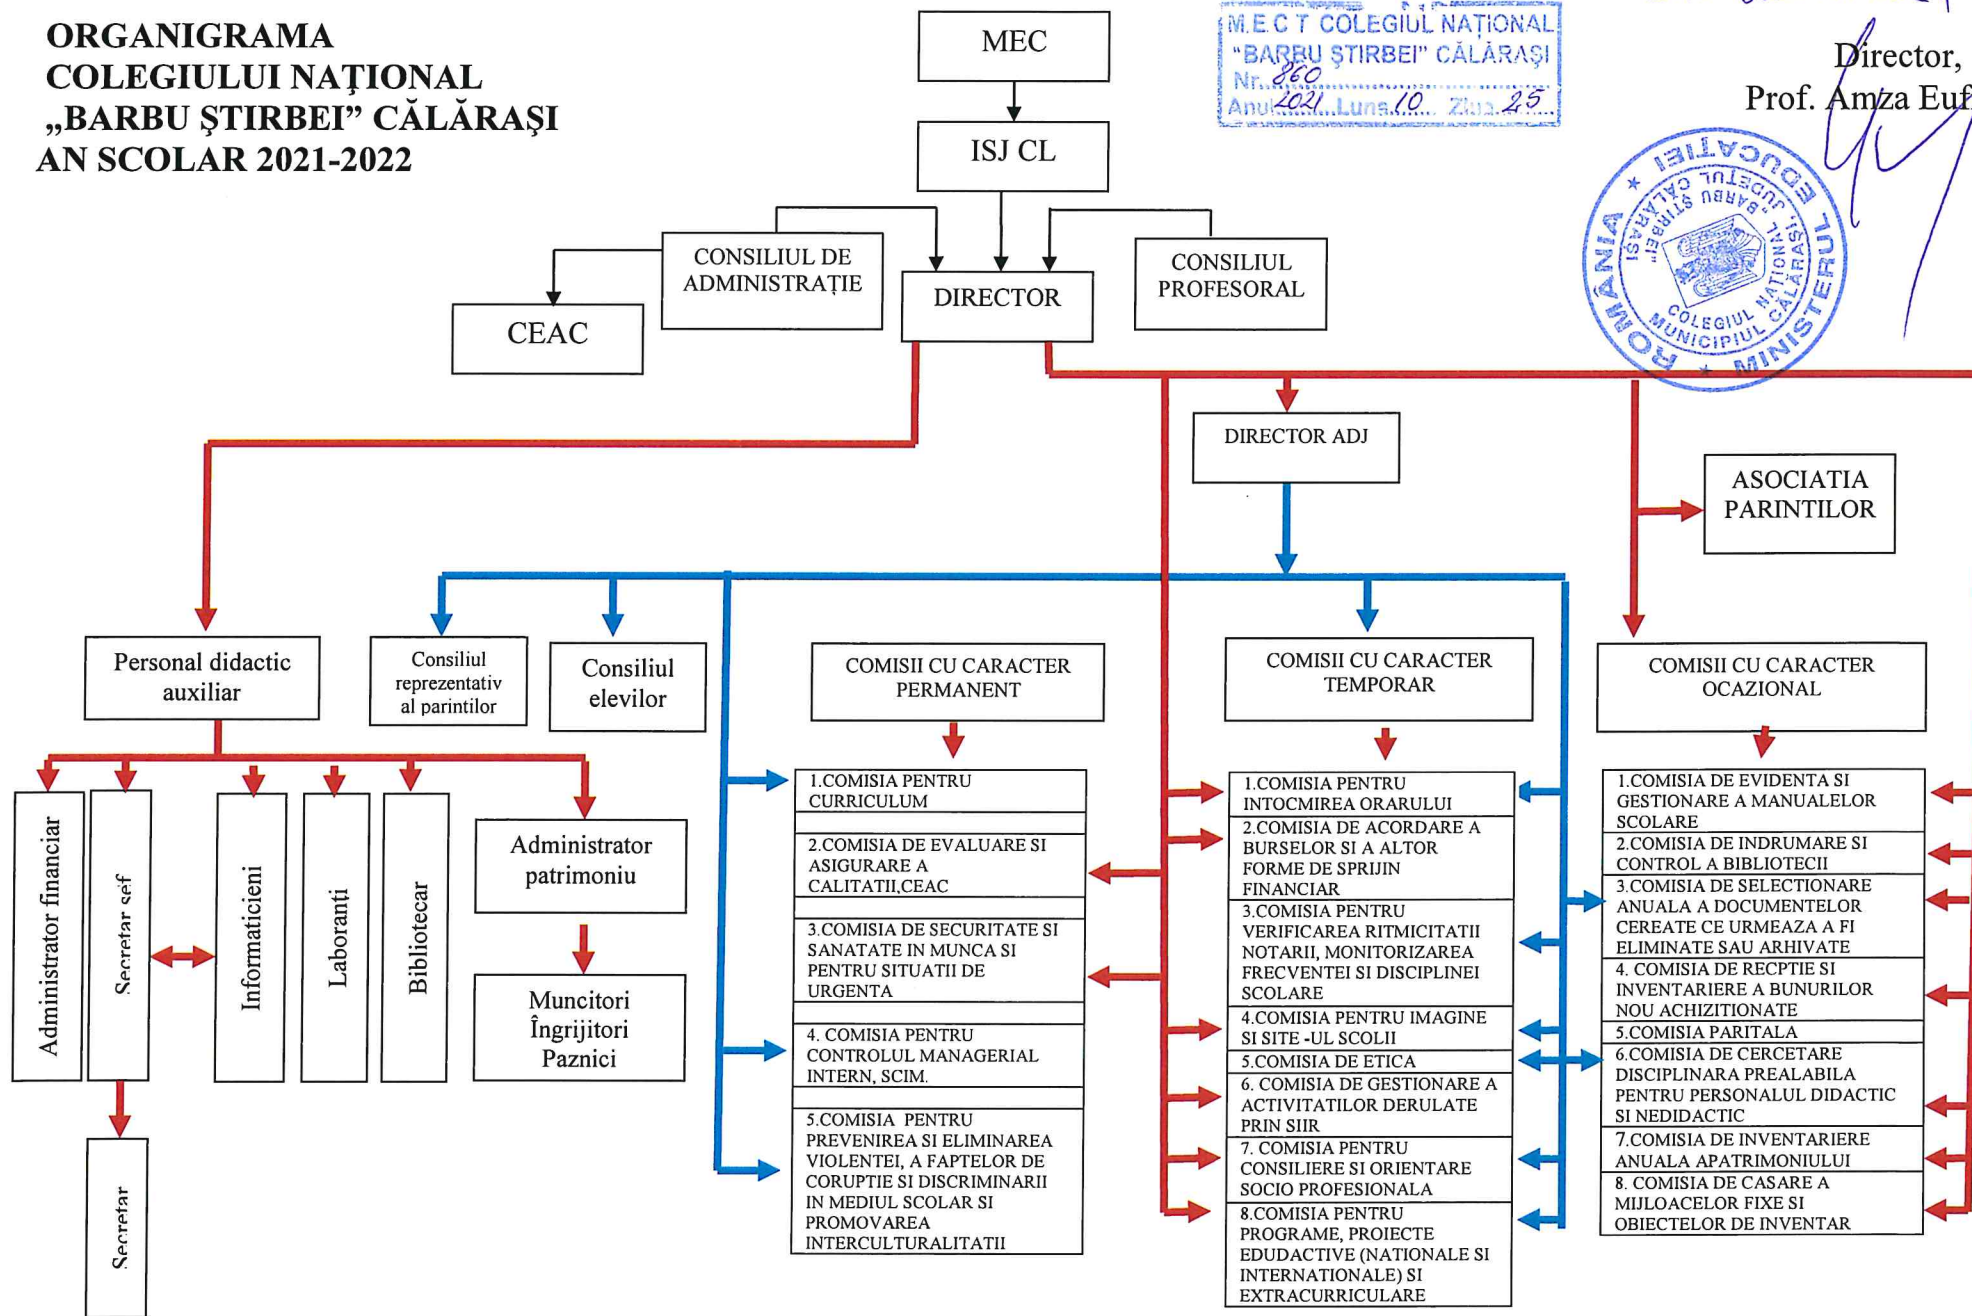 ORGANIGRAMA
COLEGIULUI NAŢIONAL
„BARBU ŞTIRBEI” CĂLĂRAŞI
AN SCOLAR 2021-2022
M.E.C T COLEGIUL NAŢIONAL
"BARBU ŞTIRBEI" CĂLĂRAŞI
Nr. 860
Anul 2021 Luna 10 Ziua 25
Director,
Prof. Amza
ROMÂNIA * MINISTERUL EDUCAŢIEI *
MUNICIPIUL CĂLĂRAŞI, JUDEŢUL CĂLĂRAŞI
COLEGIUL NAŢIONAL "BARBU ŞTIRBEI"
MEC
ISJ CL
CONSILIUL DE
ADMINISTRAŢIE
DIRECTOR
CONSILIUL
PROFESORAL
CEAC
DIRECTOR ADJ
ASOCIATIA
PARINTILOR
Personal didactic
auxiliar
Consiliul
reprezentativ
al parintilor
Consiliul
elevilor
COMISII CU CARACTER
PERMANENT
COMISII CU CARACTER
TEMPORAR
COMISII CU CARACTER
OCAZIONAL
Administrator financiar
Secretar sef
Informaticieni
Laboranţi
Bibliotecar
Administrator
patrimoniu
Muncitori
Îngrijitori
Paznici
Secretar
1.COMISIA PENTRU
CURRICULUM
2.COMISIA DE EVALUARE SI
ASIGURARE A
CALITATII,CEAC
3.COMISIA DE SECURITATE SI
SANATATE IN MUNCA SI
PENTRU SITUATII DE
URGENTA
4. COMISIA PENTRU
CONTROLUL MANAGERIAL
INTERN, SCIM.
5.COMISIA PENTRU
PREVENIREA SI ELIMINAREA
VIOLENTEI, A FAPTELOR DE
CORUPTIE SI DISCRIMINARII
IN MEDIUL SCOLAR SI
PROMOVAREA
INTERCULTURALITATII
1.COMISIA PENTRU
INTOCMIREA ORARULUI
2.COMISIA DE ACORDARE A
BURSELOR SI A ALTOR
FORME DE SPRIJIN
FINANCIAR
3.COMISIA PENTRU
VERIFICAREA RITMICITATII
NOTARII, MONITORIZAREA
FRECVENTEI SI DISCIPLINEI
SCOLARE
4.COMISIA PENTRU IMAGINE
SI SITE -UL SCOLII
5.COMISIA DE ETICA
6. COMISIA DE GESTIONARE A
ACTIVITATILOR DERULATE
PRIN SIIR
7. COMISIA PENTRU
CONSILIERE SI ORIENTARE
SOCIO PROFESIONALA
8.COMISIA PENTRU
PROGRAME, PROIECTE
EDUDACTIVE (NATIONALE SI
INTERNATIONALE) SI
EXTRACURRICULARE
1.COMISIA DE EVIDENTA SI
GESTIONARE A MANUALELOR
SCOLARE
2.COMISIA DE INDRUMARE SI
CONTROL A BIBLIOTECII
3.COMISIA DE SELECTIONARE
ANUALA A DOCUMENTELOR
CEREATE CE URMEAZA A FI
ELIMINATE SAU ARHIVATE
4. COMISIA DE RECPTIE SI
INVENTARIERE A BUNURILOR
NOU ACHIZITIONATE
5.COMISIA PARITALA
6.COMISIA DE CERCETARE
DISCIPLINARA PREALABILA
PENTRU PERSONALUL DIDACTIC
SI NEDIDACTIC
7.COMISIA DE INVENTARIERE
ANUALA APATRIMONIULUI
8. COMISIA DE CASARE A
MIJLOACELOR FIXE SI
OBIECTELOR DE INVENTAR